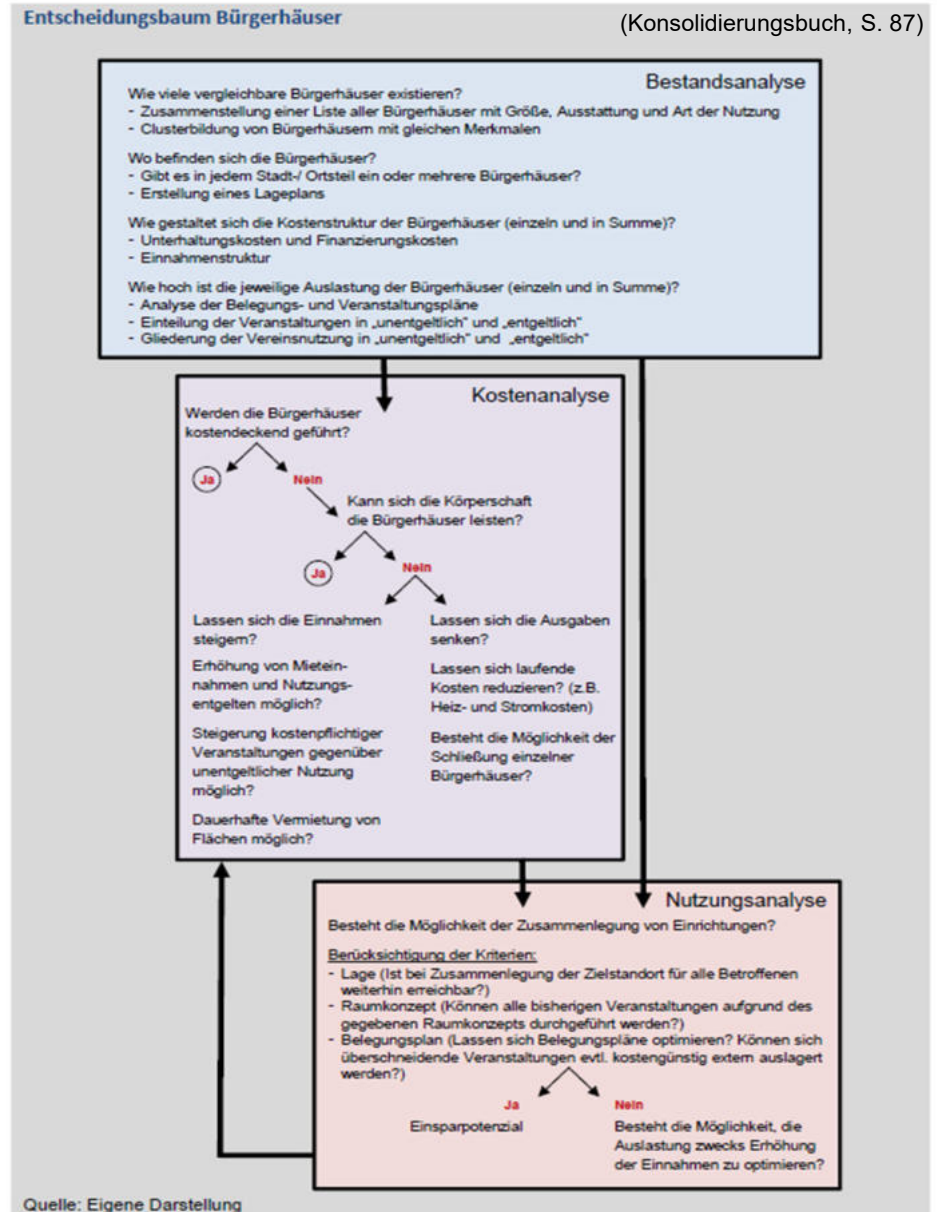 Entscheidungsbaum Bürgerhäuser
(Konsolidierungsbuch, S. 87)
Bestandsanalyse
Wie viele vergleichbare Bürgerhäuser existieren?
- Zusammenstellung einer Liste aller Bürgerhäuser mit Größe, Ausstattung und Art der Nutzung
- Clusterbildung von Bürgerhäusern mit gleichen Merkmalen
Wo befinden sich die Bürgerhäuser?
- Gibt es in jedem Stadt-/ Ortsteil ein oder mehrere Bürgerhäuser?
- Erstellung eines Lageplans
Wie gestaltet sich die Kostenstruktur der Bürgerhäuser (einzeln und in Summe)?
- Unterhaltungskosten und Finanzierungskosten
- Einnahmenstruktur
Wie hoch ist die jeweilige Auslastung der Bürgerhäuser (einzeln und in Summe)?
- Analyse der Belegungs- und Veranstaltungspläne
- Einteilung der Veranstaltungen in „unentgeltlich" und „entgeltlich"
- Gliederung der Vereinsnutzung in „unentgeltlich" und „entgeltlich"
Kostenanalyse
Werden die Bürgerhäuser
kostendeckend geführt?
Ja
Nein
Kann sich die Körperschaft
die Bürgerhäuser leisten?
Ja
Nein
Lassen sich die Einnahmen
steigern?
Erhöhung von Mietein-
nahmen und Nutzungs-
entgelten möglich?
Steigerung kostenpflichtiger
Veranstaltungen gegenüber
unentgeltlicher Nutzung
möglich?
Dauerhafte Vermietung von
Flächen möglich?
Lassen sich die Ausgaben
senken?
Lassen sich laufende
Kosten reduzieren? (z.B.
Heiz- und Stromkosten)
Besteht die Möglichkeit der
Schließung einzelner
Bürgerhäuser?
Nutzungsanalyse
Besteht die Möglichkeit der Zusammenlegung von Einrichtungen?
Berücksichtigung der Kriterien:
- Lage (Ist bei Zusammenlegung der Zielstandort für alle Betroffenen
weiterhin erreichbar?)
- Raumkonzept (Können alle bisherigen Veranstaltungen aufgrund des
gegebenen Raumkonzepts durchgeführt werden?)
- Belegungsplan (Lassen sich Belegungspläne optimieren? Können sich
überschneidende Veranstaltungen evtl. kostengünstig extern auslagert
werden?)
Ja
Einsparpotenzial
Nein
Besteht die Möglichkeit, die
Auslastung zwecks Erhöhung
der Einnahmen zu optimieren?
Quelle: Eigene Darstellung